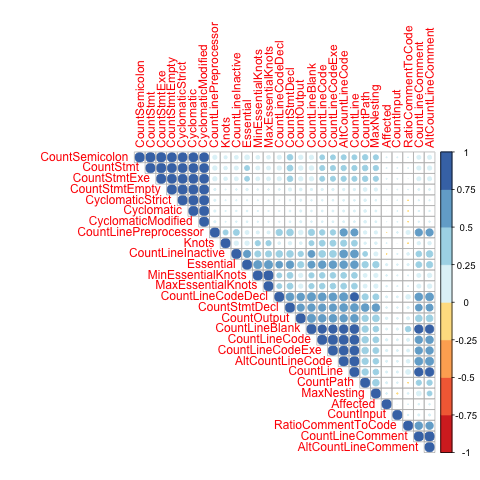 CountSemicolon
CountStmt
CountStmtExe
CountStmtEmpty
CyclomaticStrict
Cyclomatic
CyclomaticModified
CountLinePreprocessor
Knots
CountLineInactive
Essential
MinEssentialKnots
MaxEssentialKnots
CountLineCodeDecl
CountStmtDecl
CountOutput
CountLineBlank
CountLineCode
CountLineCodeExe
AltCountLineCode
CountLine
CountPath
MaxNesting
Affected
CountInput
RatioCommentToCode
CountLineComment
AltCountLineComment
CountSemicolon
CountStmt
CountStmtExe
CountStmtEmpty
CyclomaticStrict
Cyclomatic
CyclomaticModified
CountLinePreprocessor
Knots
CountLineInactive
Essential
MinEssentialKnots
MaxEssentialKnots
CountLineCodeDecl
CountStmtDecl
CountOutput
CountLineBlank
CountLineCode
CountLineCodeExe
AltCountLineCode
CountLine
CountPath
MaxNesting
Affected
CountInput
RatioCommentToCode
CountLineComment
AltCountLineComment
1
0.75
0.5
0.25
0
-0.25
-0.5
-0.75
-1